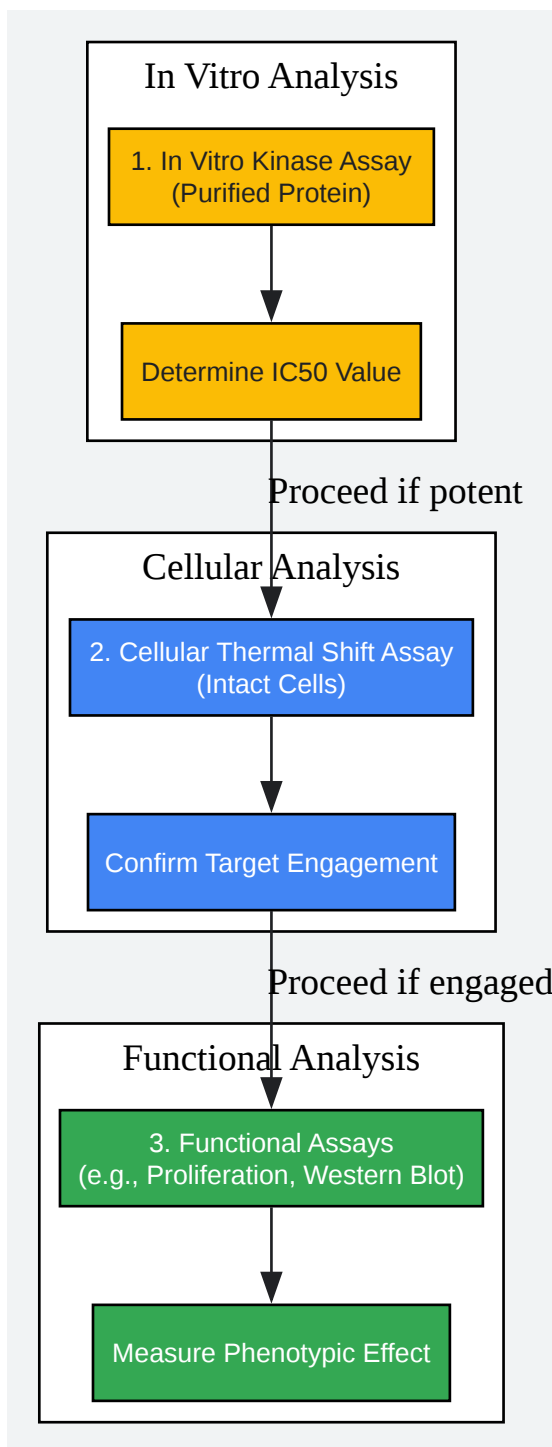 In Vitro Analysis
1. In Vitro Kinase Assay
(Purified Protein)
Determine IC50 Value
Proceed if potent
Cellular Analysis
2. Cellular Thermal Shift Assay
(Intact Cells)
Confirm Target Engagement
Proceed if engaged
Functional Analysis
3. Functional Assays
(e.g., Proliferation, Western Blot)
Measure Phenotypic Effect